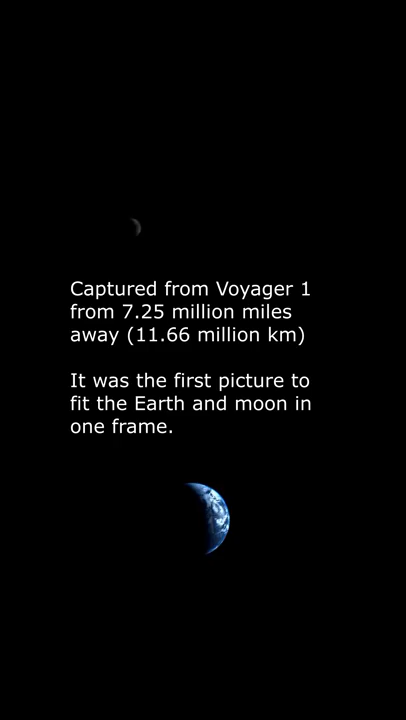 Captured from Voyager 1
from 7.25 million miles
away (11.66 million km)
It was the first picture to
fit the Earth and moon in
one frame.